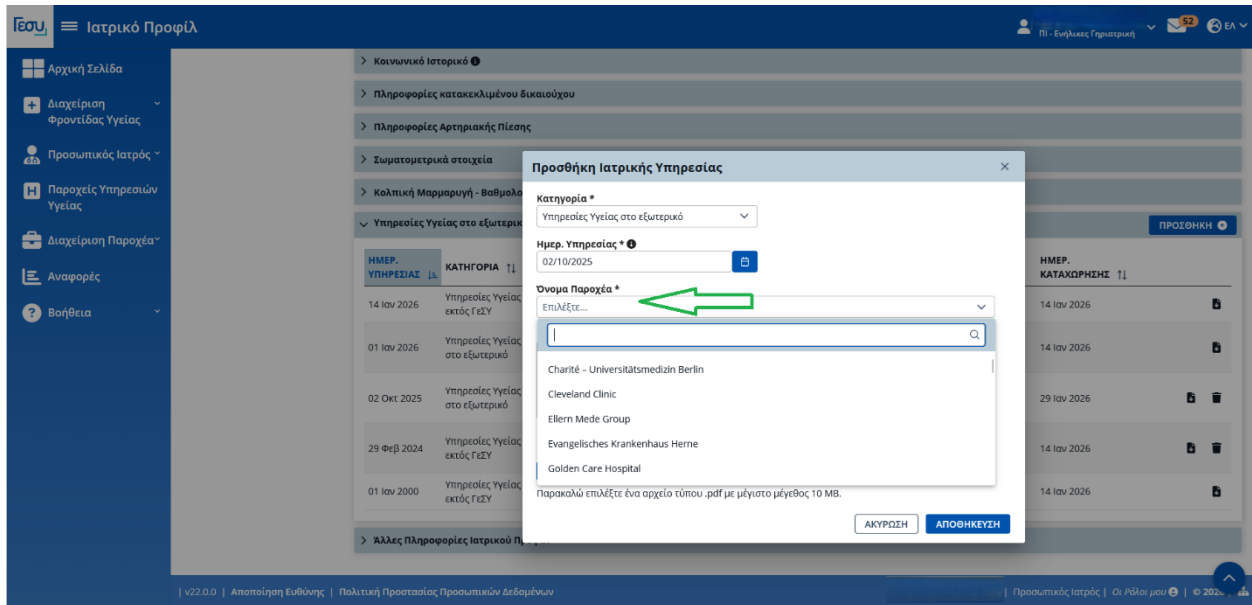 Γεσυ Ιατρικό Προφίλ
ΠΙ - Ενήλικες Γηριατρική
52
ΕΛ
Αρχική Σελίδα
Διαχείριση
Φροντίδας Υγείας
Προσωπικός Ιατρός
Παροχείς Υπηρεσιών
Υγείας
Διαχείριση Παροχέα
Αναφορές
Βοήθεια
Κοινωνικό Ιστορικό
Πληροφορίες κατακεκλιμένου δικαιούχου
Πληροφορίες Αρτηριακής Πίεσης
Σωματομετρικά στοιχεία
Κολπική Μαρμαρυγή - Βαθμολο
Υπηρεσίες Υγείας στο εξωτερικ
ΠΡΟΣΘΗΚΗ
ΗΜΕΡ.
ΥΠΗΡΕΣΙΑΣ
ΚΑΤΗΓΟΡΙΑ
ΗΜΕΡ.
ΚΑΤΑΧΩΡΗΣΗΣ
14 Ιαν 2026
Υπηρεσίες Υγείας
εκτός ΓεΣΥ
14 Ιαν 2026
01 Ιαν 2026
Υπηρεσίες Υγείας
στο εξωτερικό
14 Ιαν 2026
02 Οκτ 2025
Υπηρεσίες Υγείας
στο εξωτερικό
29 Ιαν 2026
29 Φεβ 2024
Υπηρεσίες Υγείας
εκτός ΓεΣΥ
14 Ιαν 2026
01 Ιαν 2000
Υπηρεσίες Υγείας
εκτός ΓεΣΥ
14 Ιαν 2026
Άλλες Πληροφορίες Ιατρικού
Προσθήκη Ιατρικής Υπηρεσίας
Κατηγορία *
Υπηρεσίες Υγείας στο εξωτερικό
Ημερ. Υπηρεσίας *
02/10/2025
Όνομα Παροχέα *
Επιλέξτε...
Charité – Universitätsmedizin Berlin
Cleveland Clinic
Ellern Mede Group
Evangelisches Krankenhaus Herne
Golden Care Hospital
Παρακαλώ επιλέξτε ένα αρχείο τύπου .pdf με μέγιστο μέγεθος 10 MB.
ΑΚΥΡΩΣΗ ΑΠΟΘΗΚΕΥΣΗ
| v22.0.0 | Αποποίηση Ευθύνης | Πολιτική Προστασίας Προσωπικών Δεδομένων
| Προσωπικός Ιατρός | Οι Ρόλοι μου | ©